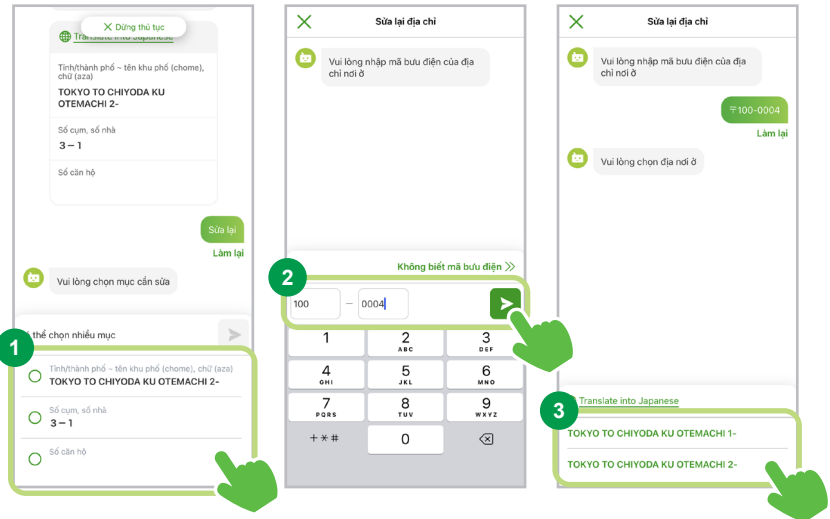 Dừng thủ tục
Translate into Japanese
Tỉnh/thành phố ~ tên khu phố (chome),
chữ (aza)
TOKYO TO CHIYODA KU
OTEMACHI 2-
Số cụm, số nhà
3－1
Số căn hộ
Sửa lại
Làm lại
Vui lòng chọn mục cần sửa
thể chọn nhiều mục
1
Tỉnh/thành phố ~ tên khu phố (chome), chữ (aza)
TOKYO TO CHIYODA KU OTEMACHI 2-
Số cụm, số nhà
3－1
Số căn hộ
Sửa lại địa chỉ
Vui lòng nhập mã bưu điện của địa
chỉ nơi ở
Không biết mã bưu điện
2
100 – 0004
1
2 ABC
3 DEF
4 GHI
5 JKL
6 MNO
7 PQRS
8 TUV
9 WXYZ
+*#
0
Sửa lại địa chỉ
Vui lòng nhập mã bưu điện của địa
chỉ nơi ở
〒100-0004
Làm lại
Vui lòng chọn địa nơi ở
Translate into Japanese
3
TOKYO TO CHIYODA KU OTEMACHI 1-
TOKYO TO CHIYODA KU OTEMACHI 2-